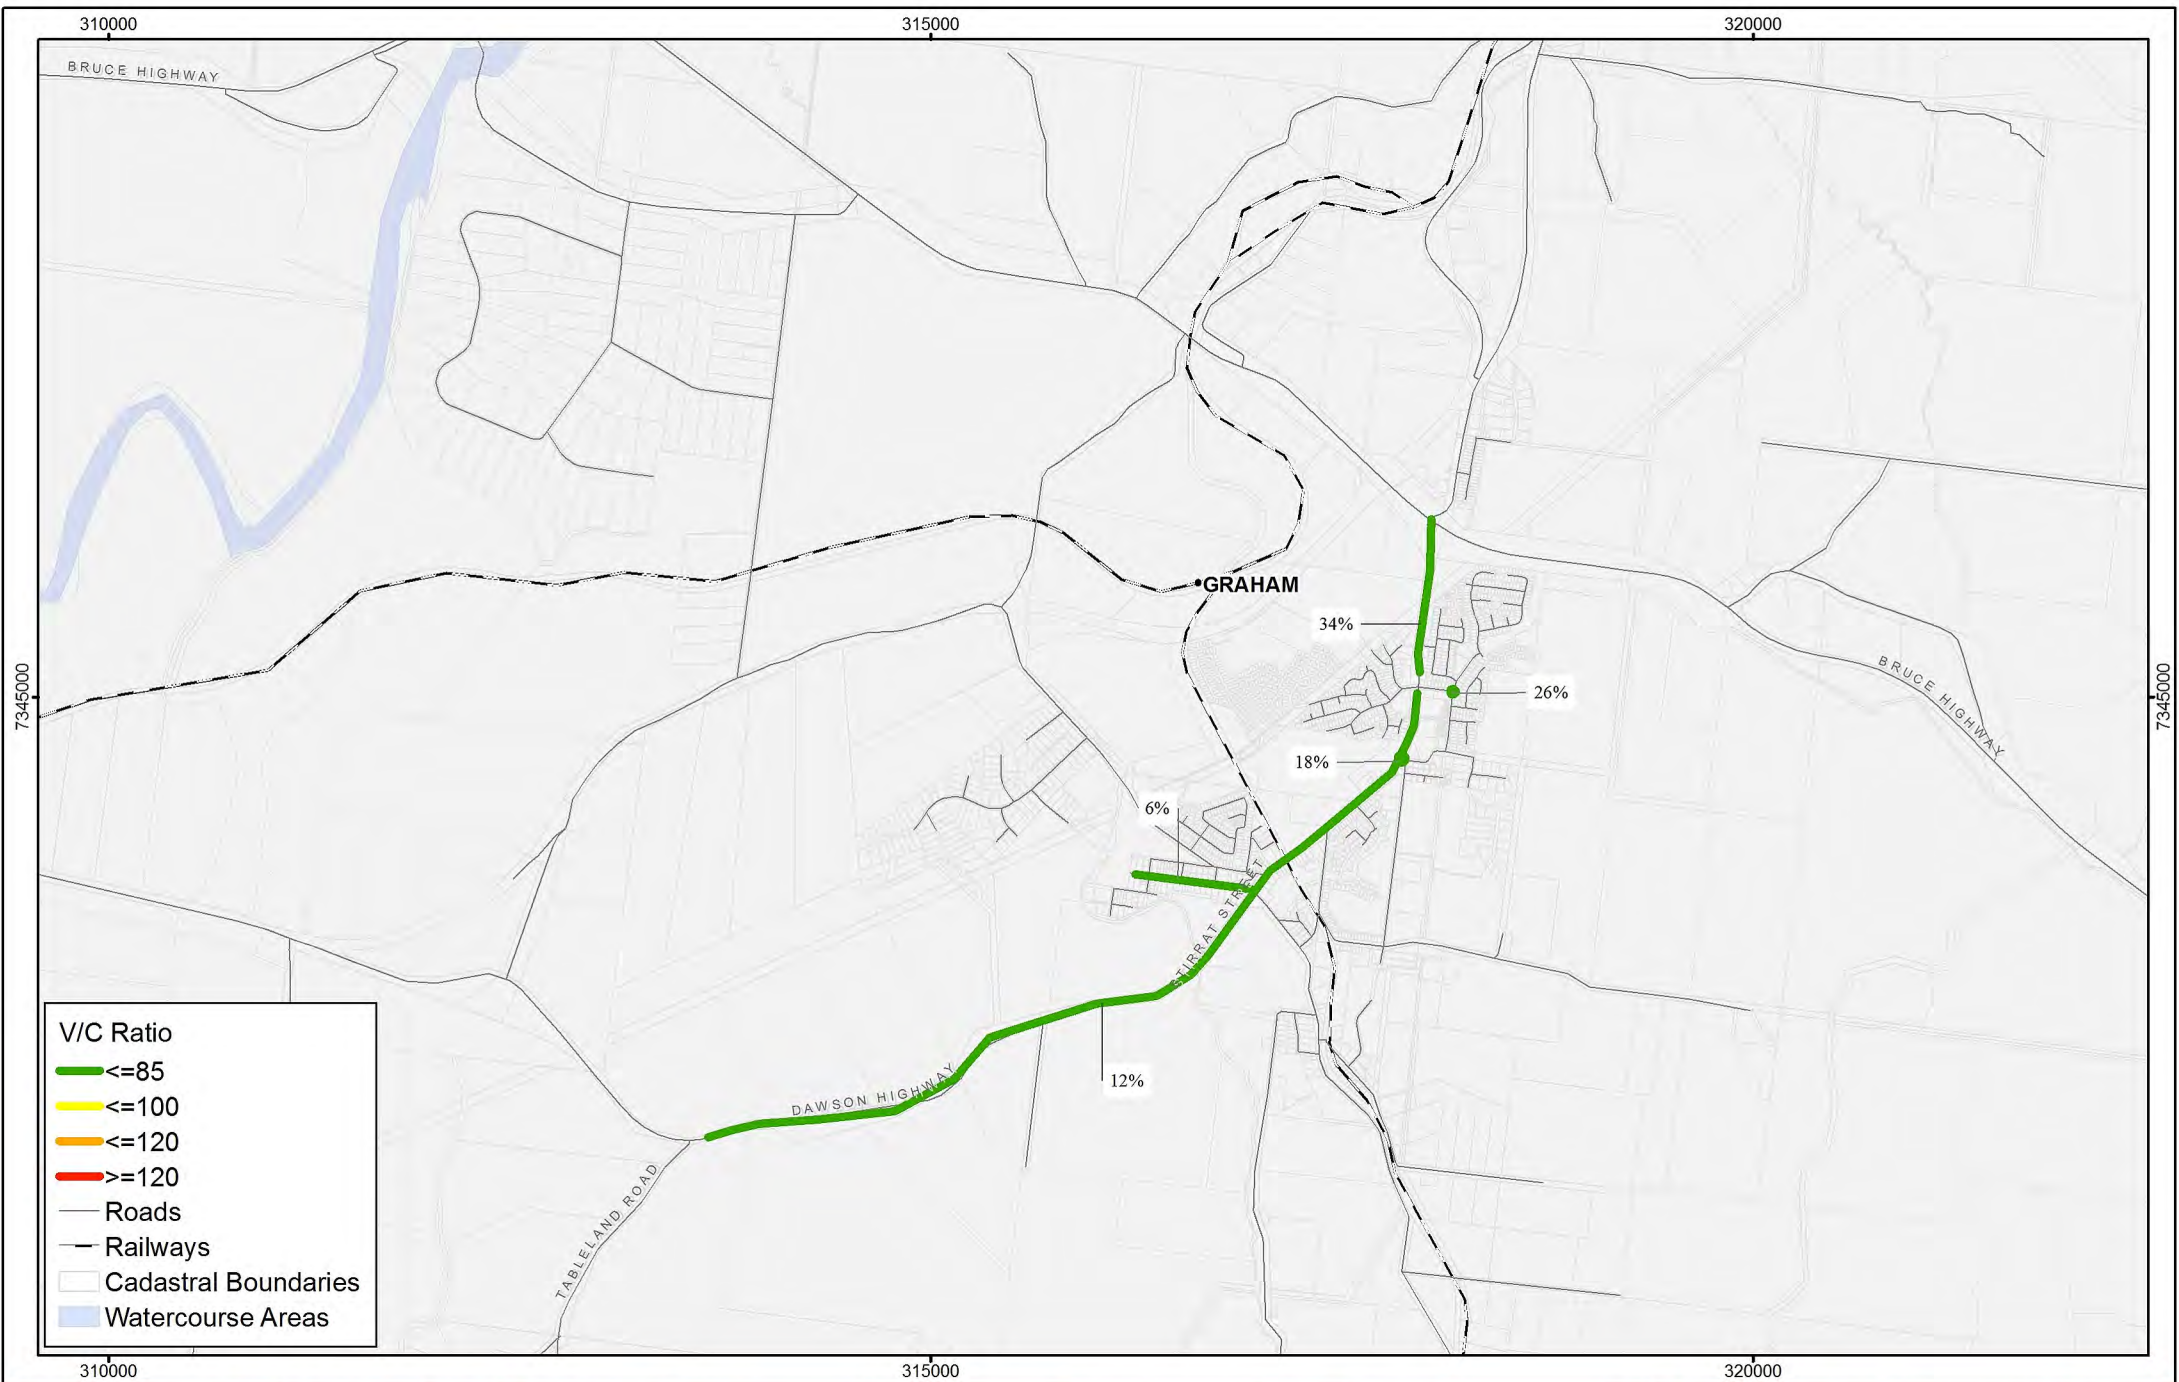 310000
315000
320000
BRUCE HIGHWAY
GRAHAM
34%
7345000
7345000
26%
BRUCE HIGHWAY
18%
6%
STIRRAT STREET
12%
DAWSON HIGHWAY
TABLELAND ROAD
V/C Ratio
<=85
<=100
<=120
>=120
Roads
Railways
Cadastral Boundaries
Watercourse Areas
310000
315000
320000